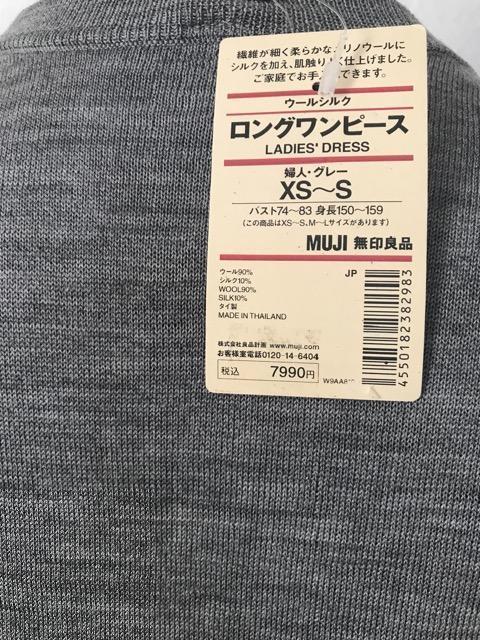 繊維が細く柔らかな リノウールに
シルクを加え、肌触り く仕上げました。
ご家庭でお手 できます。
ウールシルク
ロングワンピース
LADIES' DRESS
婦人・グレー
XS〜S
バスト74〜83 身長150〜159
(この商品はXS〜S、M〜Lサイズがあります)
MUJI 無印良品
ウール90%
シルク10%
WOOL90%
SILK10%
タイ製
MADE IN THAILAND
JP
4550182382983
株式会社良品計画 www.muji.com
お客様室電話0120-14-6404
税込 7990円